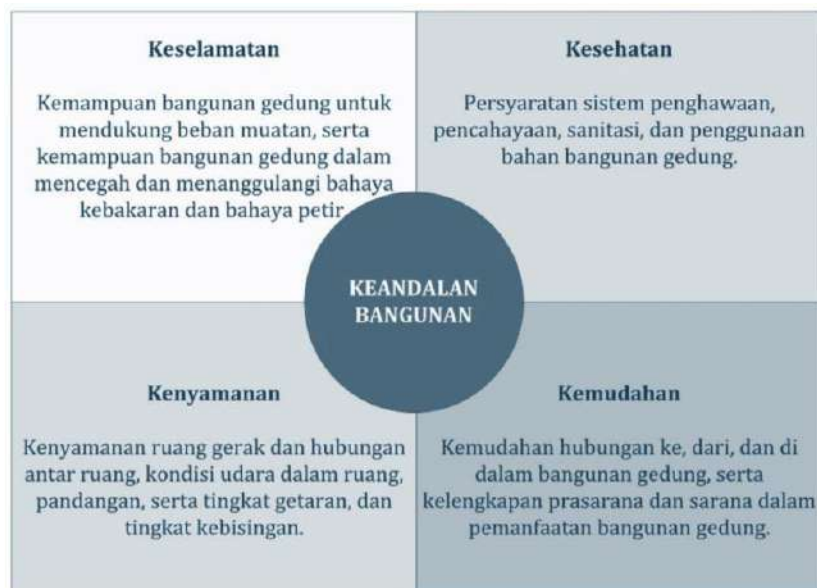 Keselamatan
Kemampuan bangunan gedung untuk
mendukung beban muatan, serta
kemampuan bangunan gedung dalam
mencegah dan menanggulangi bahaya
kebakaran dan bahaya petir
Kesehatan
Persyaratan sistem penghawaan,
pencahayaan, sanitasi, dan penggunaan
bahan bangunan gedung.
KEANDALAN
BANGUNAN
Kenyamanan
Kenyamanan ruang gerak dan hubungan
antar ruang, kondisi udara dalam ruang,
pandangan, serta tingkat getaran, dan
tingkat kebisingan.
Kemudahan
Kemudahan hubungan ke, dari, dan di
dalam bangunan gedung, serta
kelengkapan prasarana dan sarana dalam
pemanfaatan bangunan gedung.